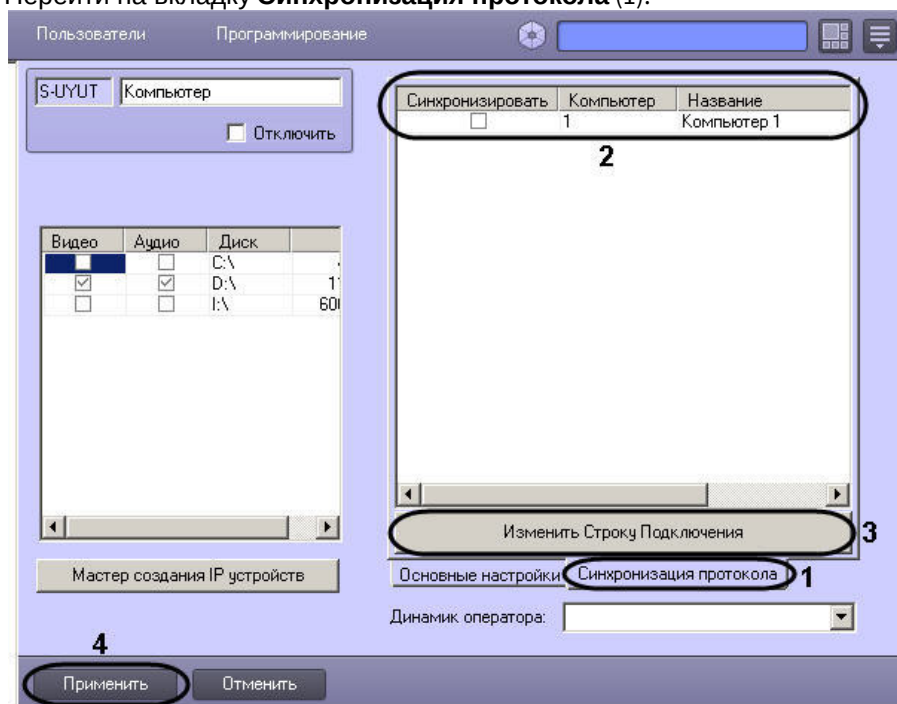 Перейти на вкладку Синхронизация протокола (1).
Пользователи Программирование
S-UYUT Компьютер
Отключить
Синхронизировать Компьютер Название
1 Компьютер 1
2
Видео Аудио Диск
C:\
D:\ 1
I:\ 60
Изменить Строку Подключения 3
Мастер создания IP устройств
Основные настройки Синхронизация протокола 1
Динамик оператора:
4
Применить Отменить